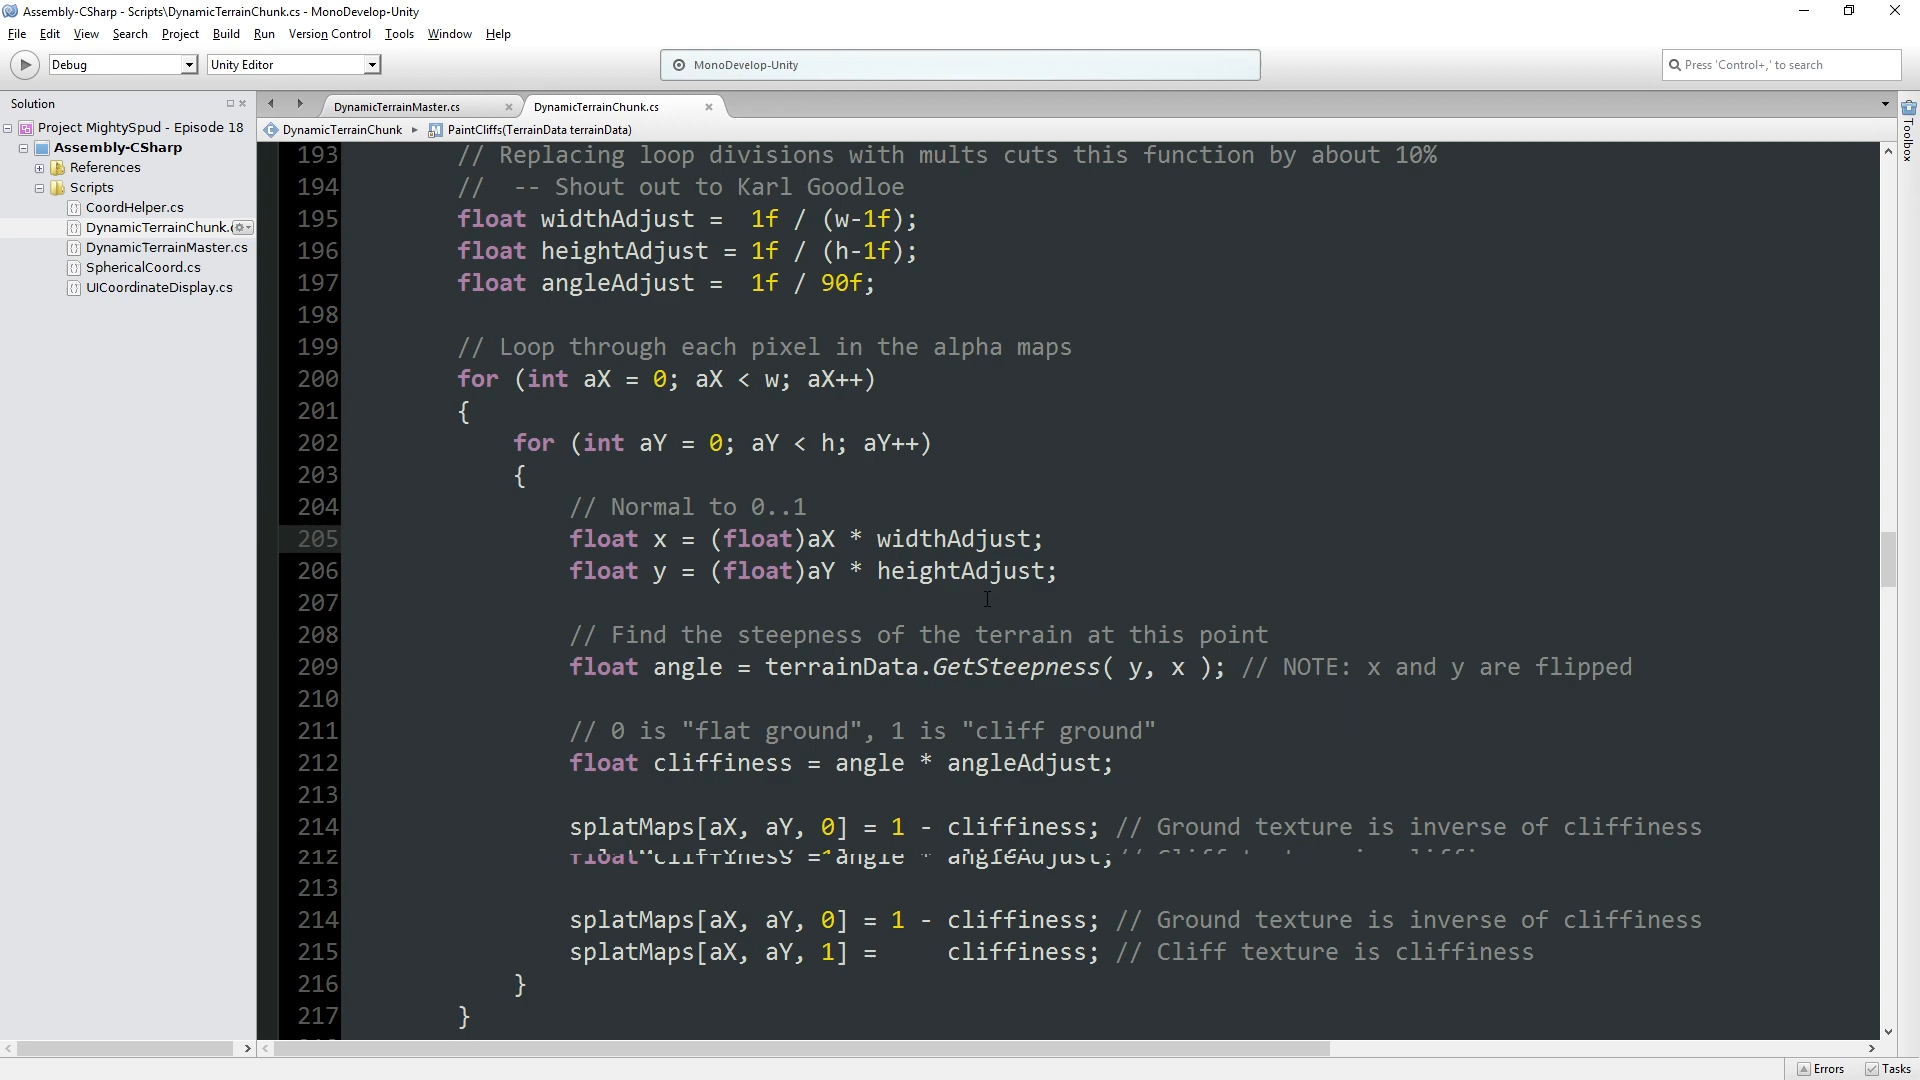 Assembly-CSharp - Scripts\DynamicTerrainChunk.cs - MonoDevelop-Unity
File Edit View Search Project Build Run Version Control Tools Window Help
Debug Unity Editor MonoDevelop-Unity Press 'Control+,' to search
Solution
Project MightySpud - Episode 18
Assembly-CSharp
References
Scripts
CoordHelper.cs
DynamicTerrainChunk.
DynamicTerrainMaster.cs
SphericalCoord.cs
UICoordinateDisplay.cs
DynamicTerrainMaster.cs DynamicTerrainChunk.cs
DynamicTerrainChunk PaintCliffs(TerrainData terrainData)
Toolbox
193 // Replacing loop divisions with mults cuts this function by about 10%
194 // -- Shout out to Karl Goodloe
195 float widthAdjust = 1f / (w-1f);
196 float heightAdjust = 1f / (h-1f);
197 float angleAdjust = 1f / 90f;
198
199 // Loop through each pixel in the alpha maps
200 for (int aX = 0; aX < w; aX++)
201 {
202 for (int aY = 0; aY < h; aY++)
203 {
204 // Normal to 0..1
205 float x = (float)aX * widthAdjust;
206 float y = (float)aY * heightAdjust;
207
208 // Find the steepness of the terrain at this point
209 float angle = terrainData.GetSteepness( y, x ); // NOTE: x and y are flipped
210
211 // 0 is "flat ground", 1 is "cliff ground"
212 float cliffiness = angle * angleAdjust;
213
214 splatMaps[aX, aY, 0] = 1 - cliffiness; // Ground texture is inverse of cliffiness
212 angle angleAdjust;
213
214 splatMaps[aX, aY, 0] = 1 - cliffiness; // Ground texture is inverse of cliffiness
215 splatMaps[aX, aY, 1] = cliffiness; // Cliff texture is cliffiness
216 }
217 }
Errors Tasks